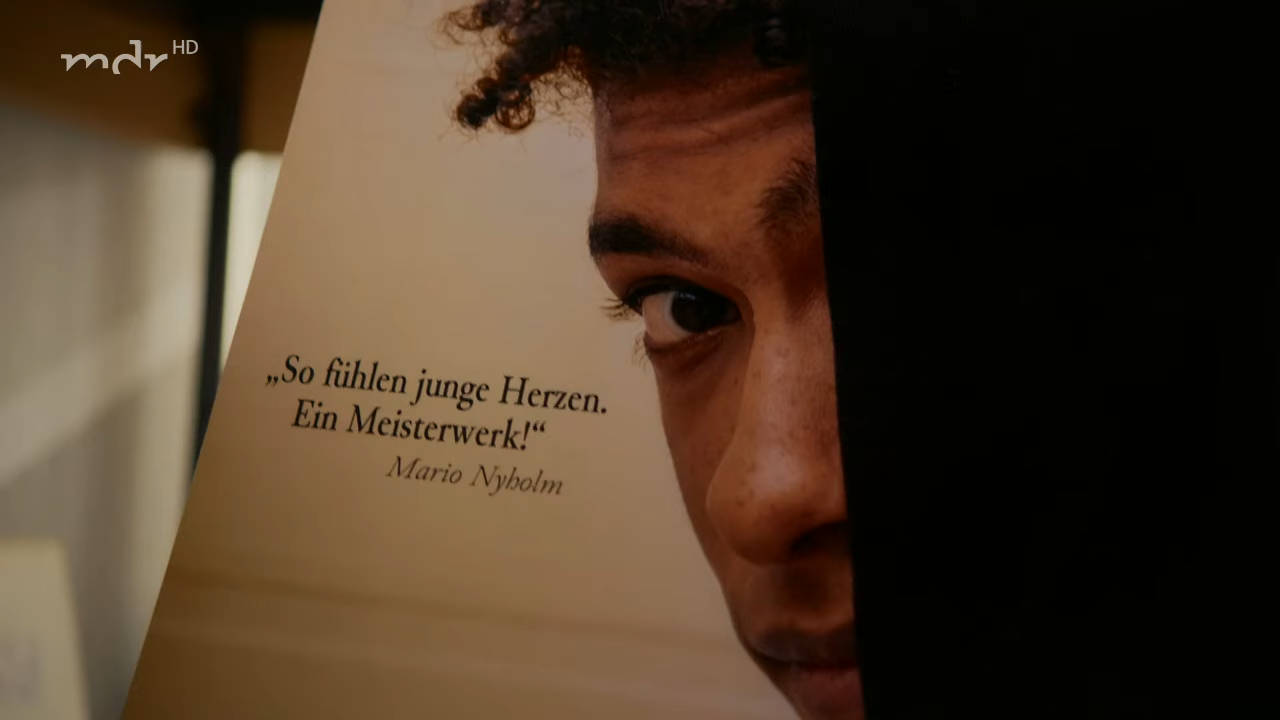 mdr HD
„So fühlen junge Herzen.
Ein Meisterwerk!“
Mario Nyholm